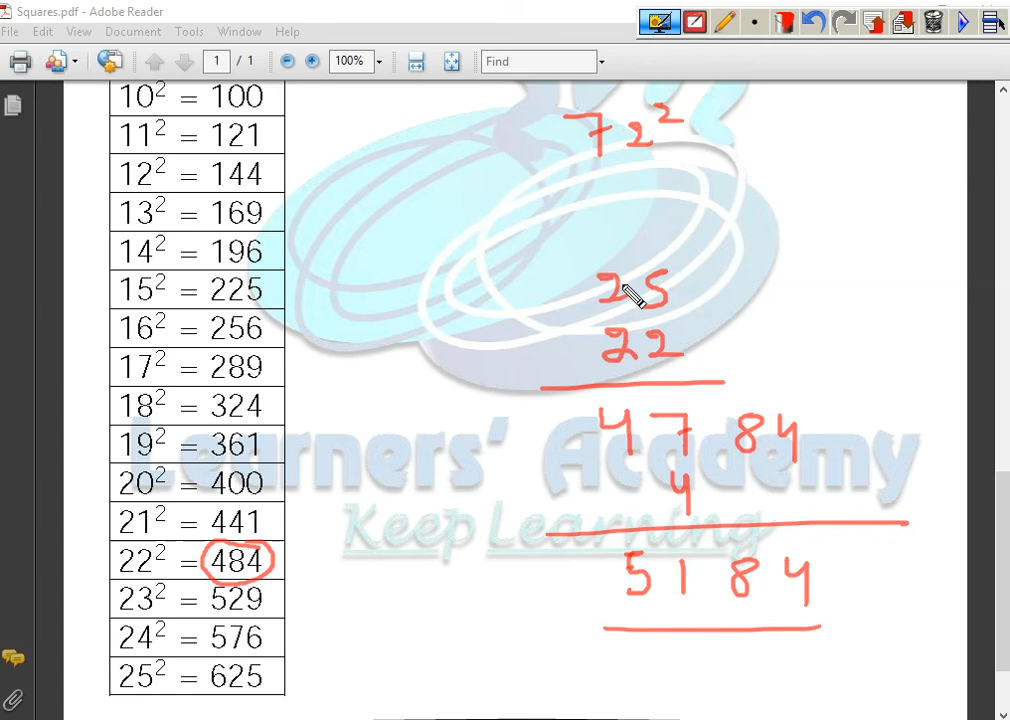 Squares.pdf - Adobe Reader
File Edit View Document Tools Window Help
1 / 1 100% Find
10² = 100
11² = 121
12² = 144
13² = 169
14² = 196
15² = 225
16² = 256
17² = 289
18² = 324
19² = 361
20² = 400
21² = 441
22² = 484
23² = 529
24² = 576
25² = 625
72²
25
22
47 84
4
5184
Learners' Academy
Keep Learning